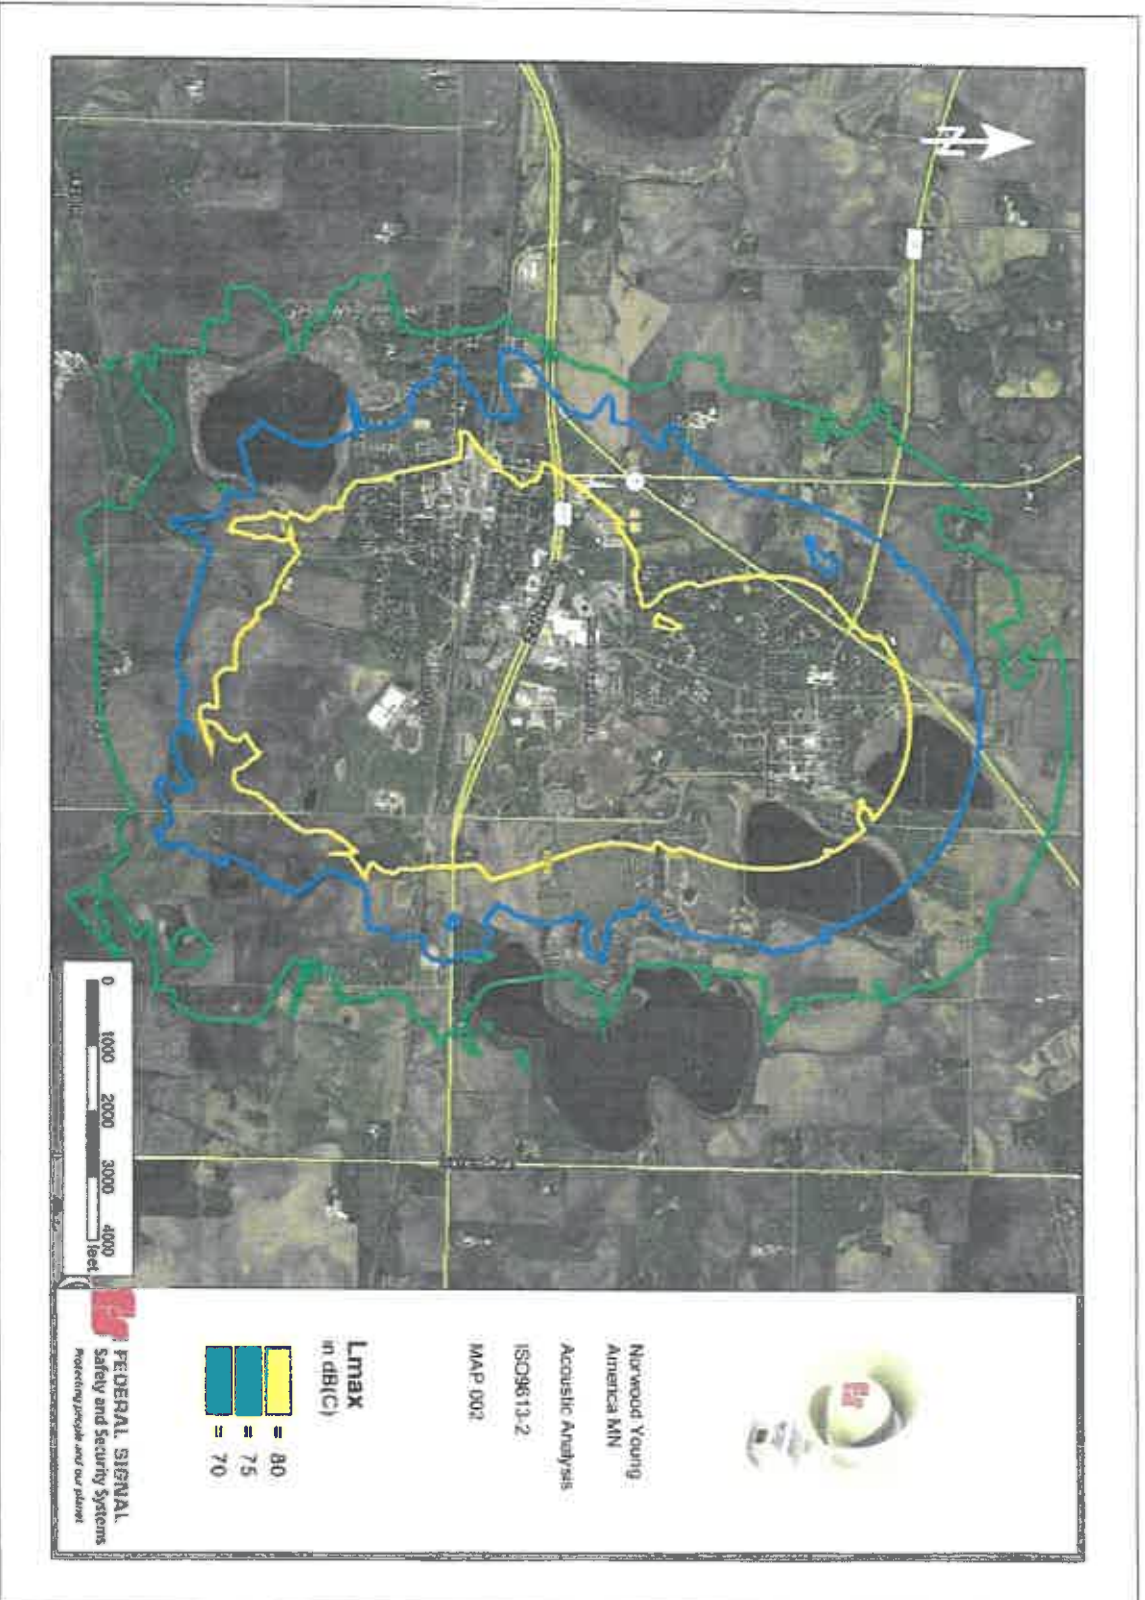 N
0 1000 2000 3000 4000
feet
Norwood Young
America MN
Acoustic Analysis
ISO9613-2
MAP 002
Lmax
in dB(C)
= 80
= 75
= 70
FEDERAL SIGNAL
Safety and Security Systems
Protecting people and our planet